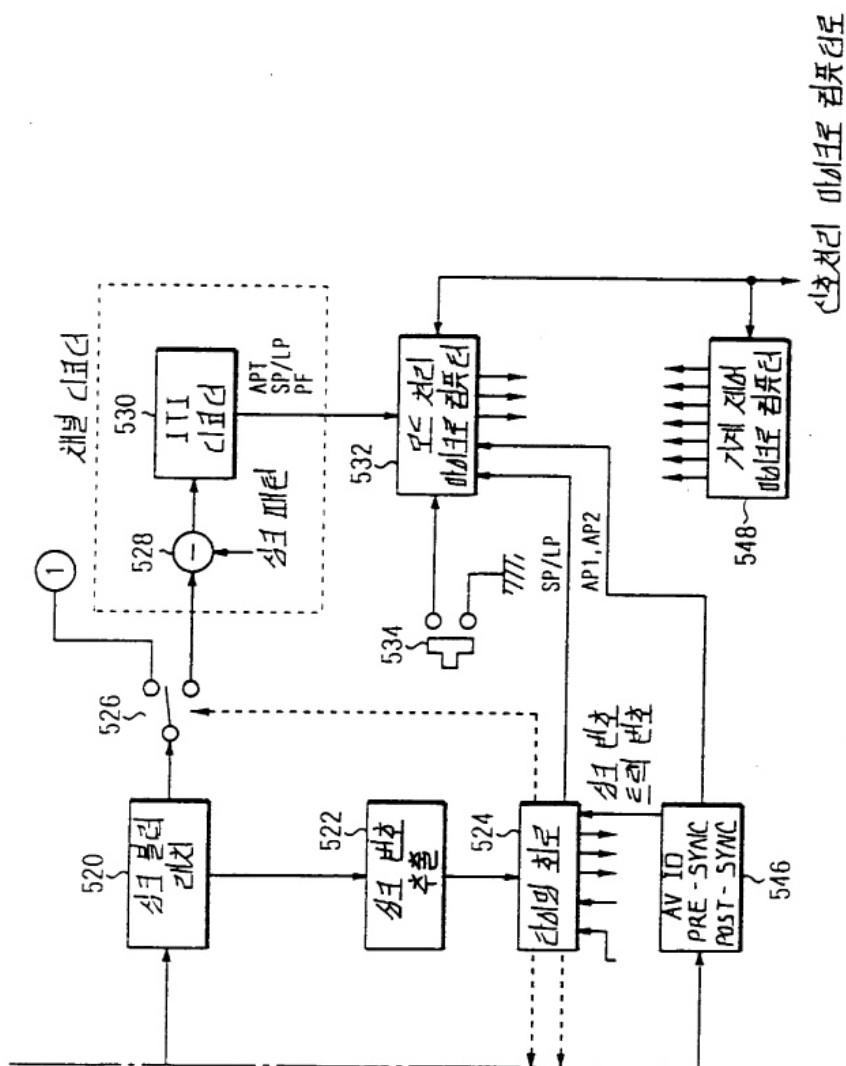 1
채널 디코더
530
ITI
디코더
APT
SP/LP
PF
528
싱크 패턴
526
520
싱크 블럭
래치
522
싱크 번호
추출
524
타이밍 회로
534
532
모드 처리
마이크로 컴퓨터
SP/LP
AP1, AP2
싱크 번호
트랙 번호
546
AV ID
PRE-SYNC
POST-SYNC
548
기계 제어
마이크로 컴퓨터
신호처리 마이크로 컴퓨터로